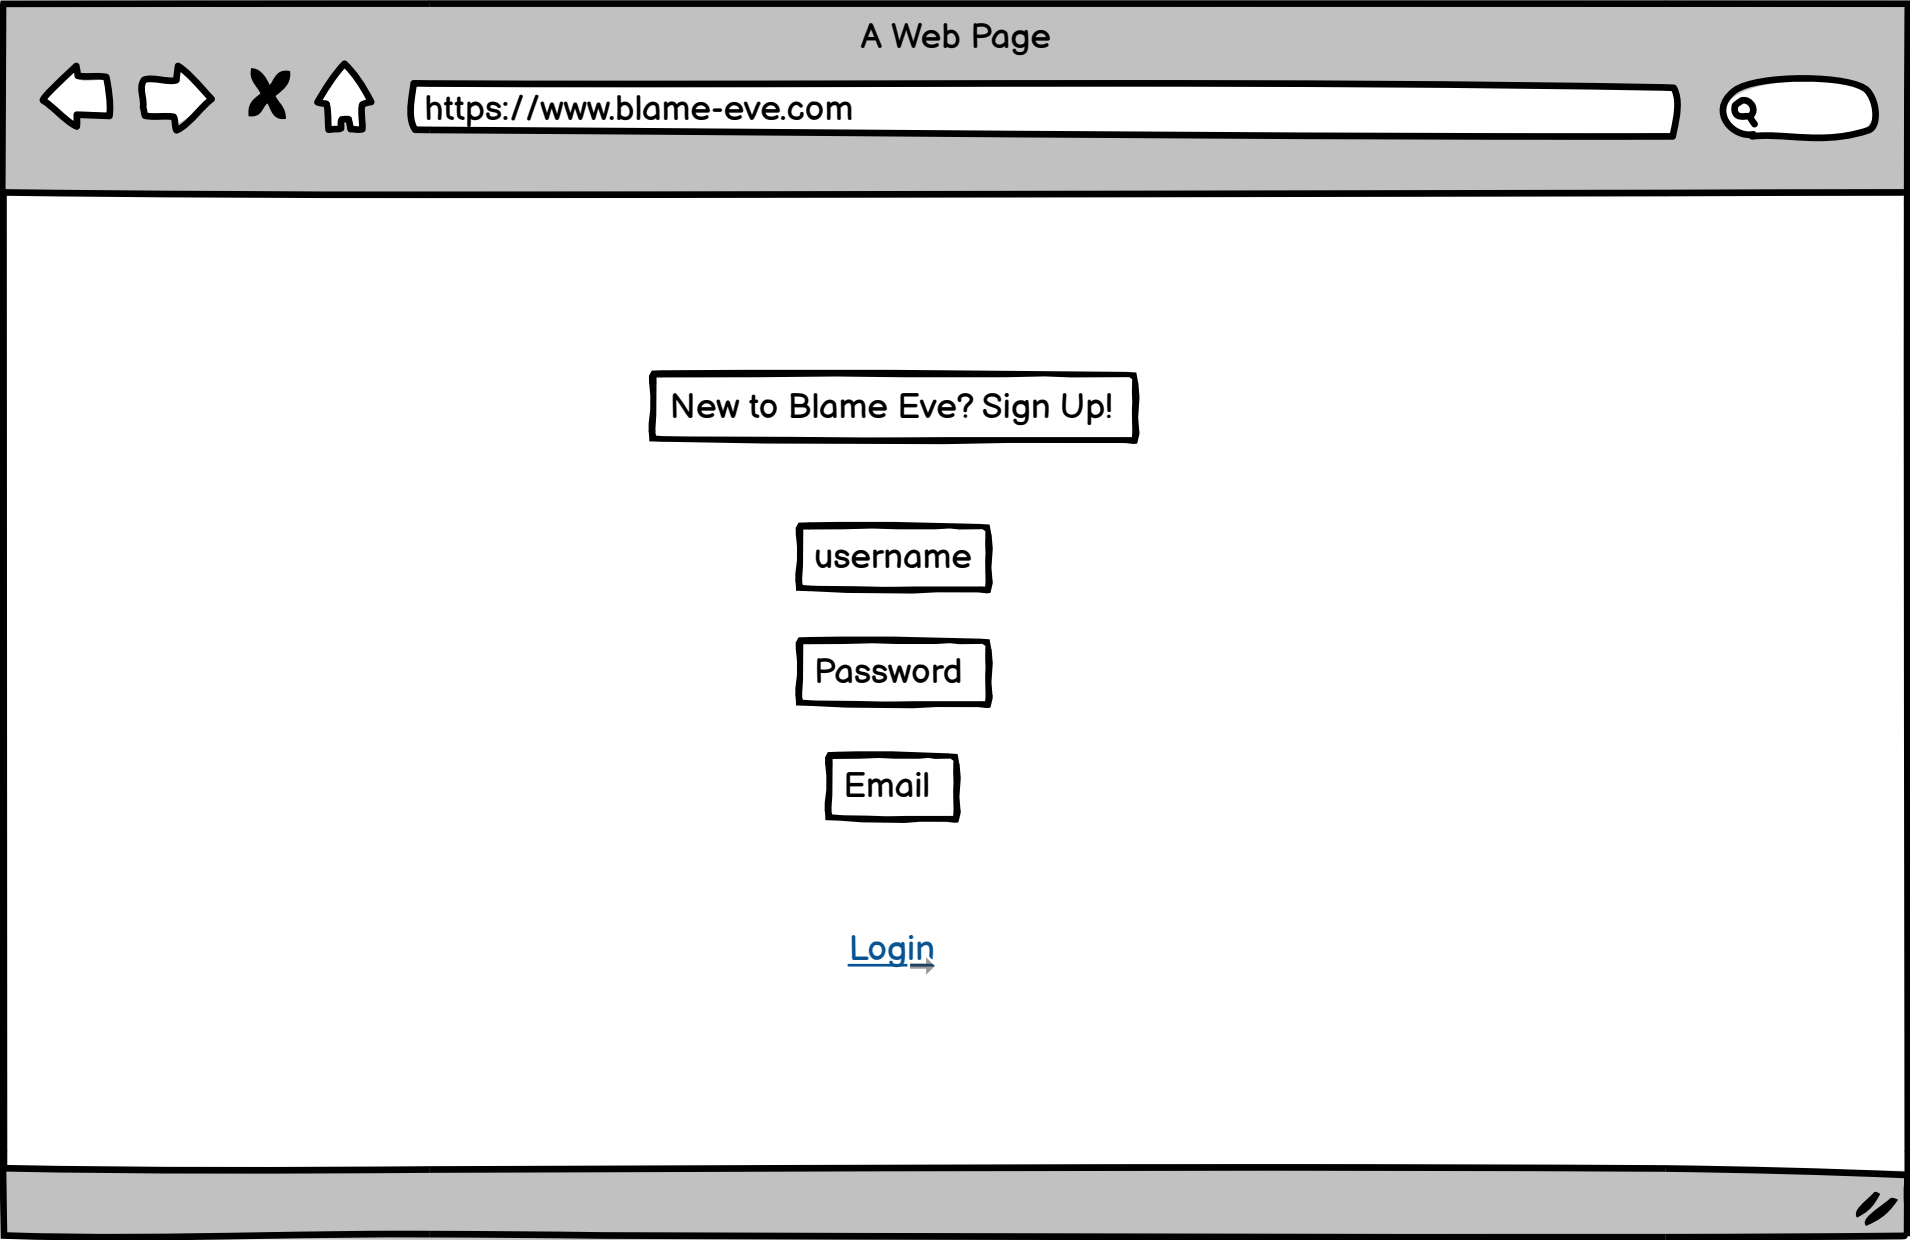 A Web Page
https://www.blame-eve.com
New to Blame Eve? Sign Up!
username
Password
Email
Login